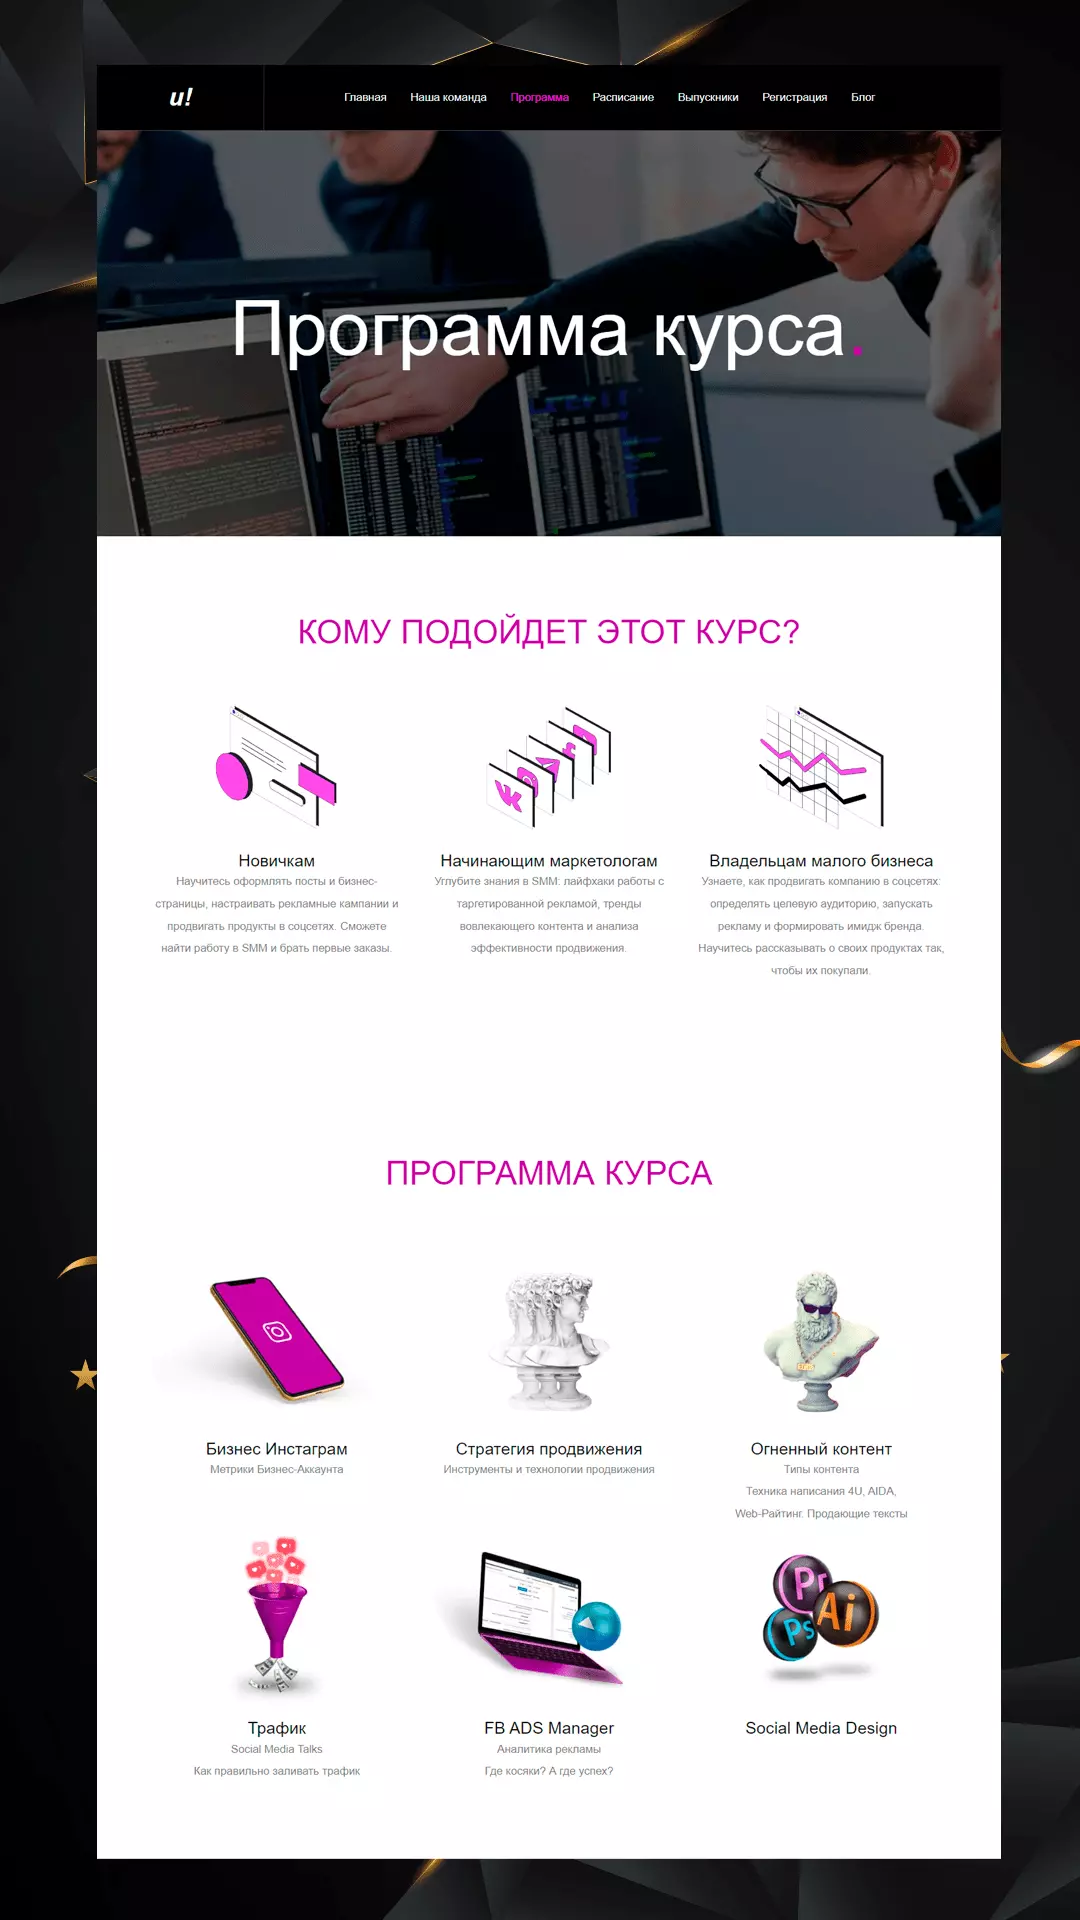 u!
Главная Наша команда Программа Расписание Выпускники Регистрация Блог
Программа курса.
КОМУ ПОДОЙДЕТ ЭТОТ КУРС?
Новичкам
Научитесь оформлять посты и бизнес-
страницы, настраивать рекламные кампании и
продвигать продукты в соцсетях. Сможете
найти работу в SMM и брать первые заказы.
Начинающим маркетологам
Углубите знания в SMM: лайфхаки работы с
таргетированной рекламой, тренды
вовлекающего контента и анализа
эффективности продвижения.
Владельцам малого бизнеса
Узнаете, как продвигать компанию в соцсетях:
определять целевую аудиторию, запускать
рекламу и формировать имидж бренда.
Научитесь рассказывать о своих продуктах так,
чтобы их покупали.
ПРОГРАММА КУРСА
Бизнес Инстаграм
Метрики Бизнес-Аккаунта
Стратегия продвижения
Инструменты и технологии продвижения
Огненный контент
Типы контента
Техника написания 4U, AIDA,
Web-Райтинг. Продающие тексты
Pr
Ai
Ps
Трафик
Social Media Talks
Как правильно заливать трафик
FB ADS Manager
Аналитика рекламы
Где косяки? А где успех?
Social Media Design